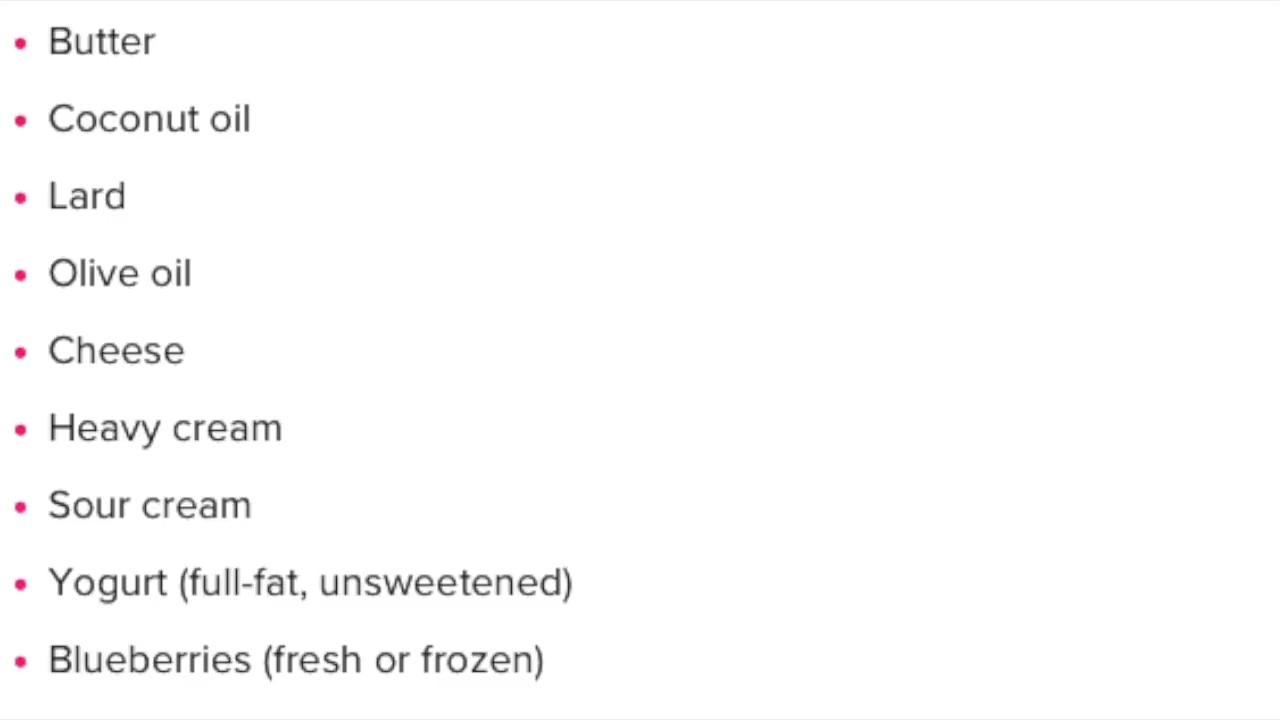 • Butter
• Coconut oil
• Lard
• Olive oil
• Cheese
• Heavy cream
• Sour cream
• Yogurt (full-fat, unsweetened)
• Blueberries (fresh or frozen)